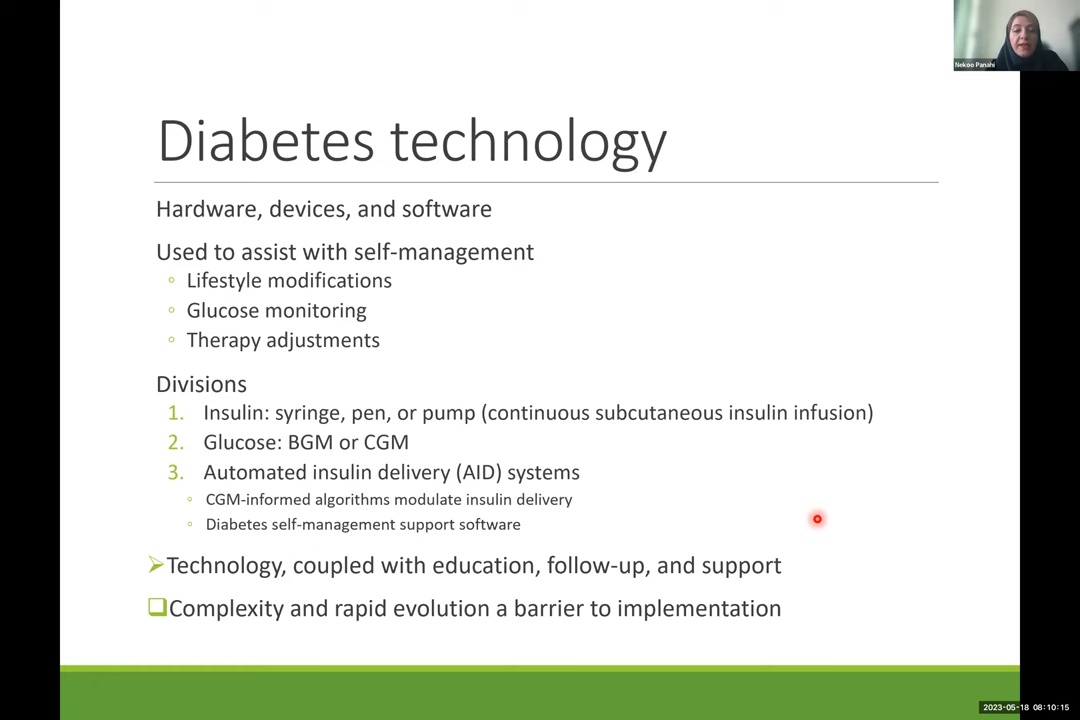 Nekoo Panahi
Diabetes technology
Hardware, devices, and software
Used to assist with self-management
◦ Lifestyle modifications
◦ Glucose monitoring
◦ Therapy adjustments
Divisions
1. Insulin: syringe, pen, or pump (continuous subcutaneous insulin infusion)
2. Glucose: BGM or CGM
3. Automated insulin delivery (AID) systems
◦ CGM-informed algorithms modulate insulin delivery
◦ Diabetes self-management support software
➢Technology, coupled with education, follow-up, and support
❑Complexity and rapid evolution a barrier to implementation
2023-05-18 08:10:15